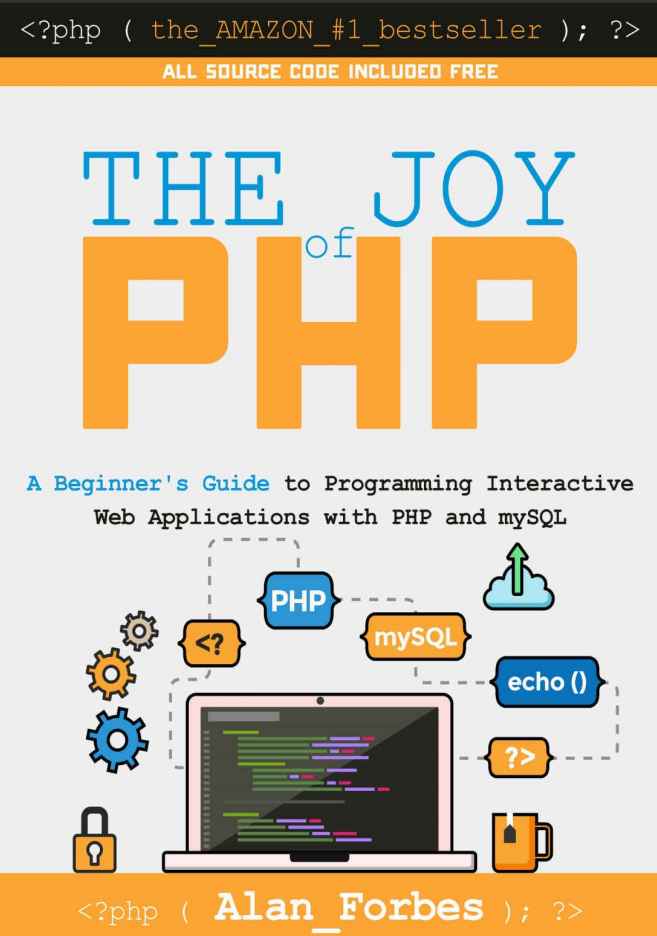 <?php ( the_AMAZON_#1_bestseller ); ?>
ALL SOURCE CODE INCLUDED FREE
THE JOY
of
PHP
A Beginner's Guide to Programming Interactive
Web Applications with PHP and mySQL
PHP
<?
mySQL
echo ()
?>
<?php ( Alan_Forbes ); ?>